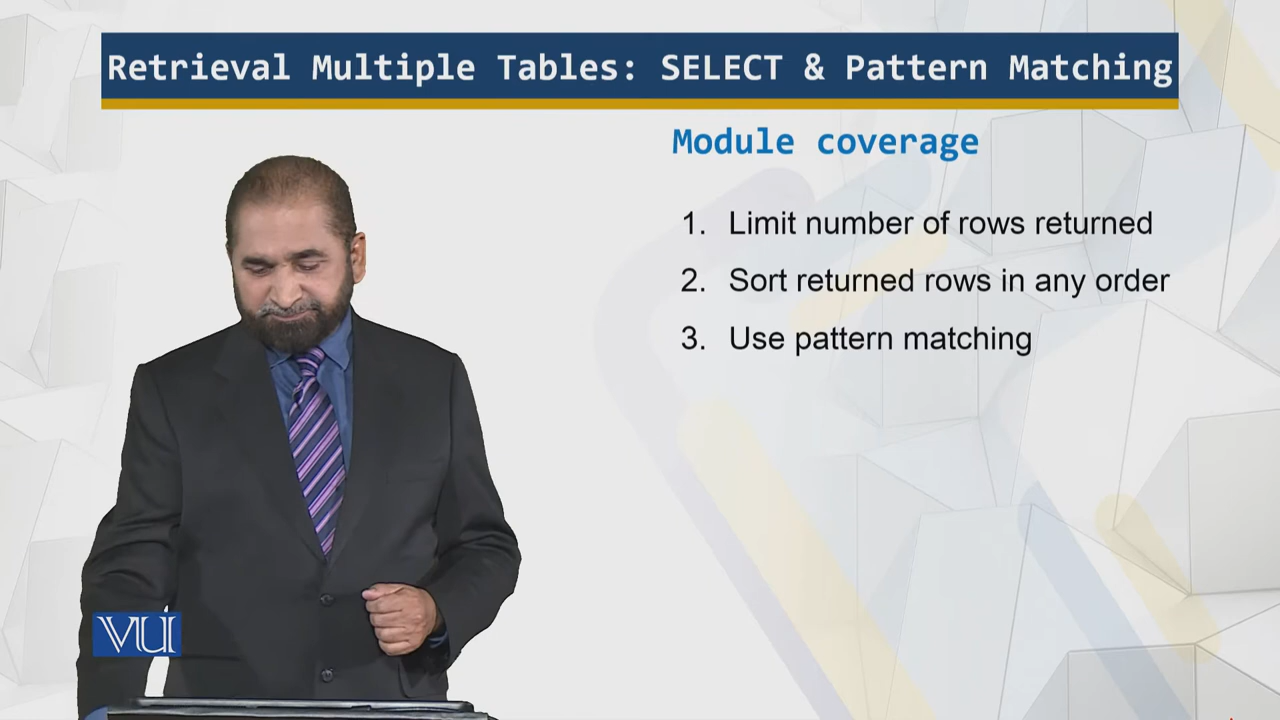 Retrieval Multiple Tables: SELECT & Pattern Matching
Module coverage
1. Limit number of rows returned
2. Sort returned rows in any order
3. Use pattern matching
VU